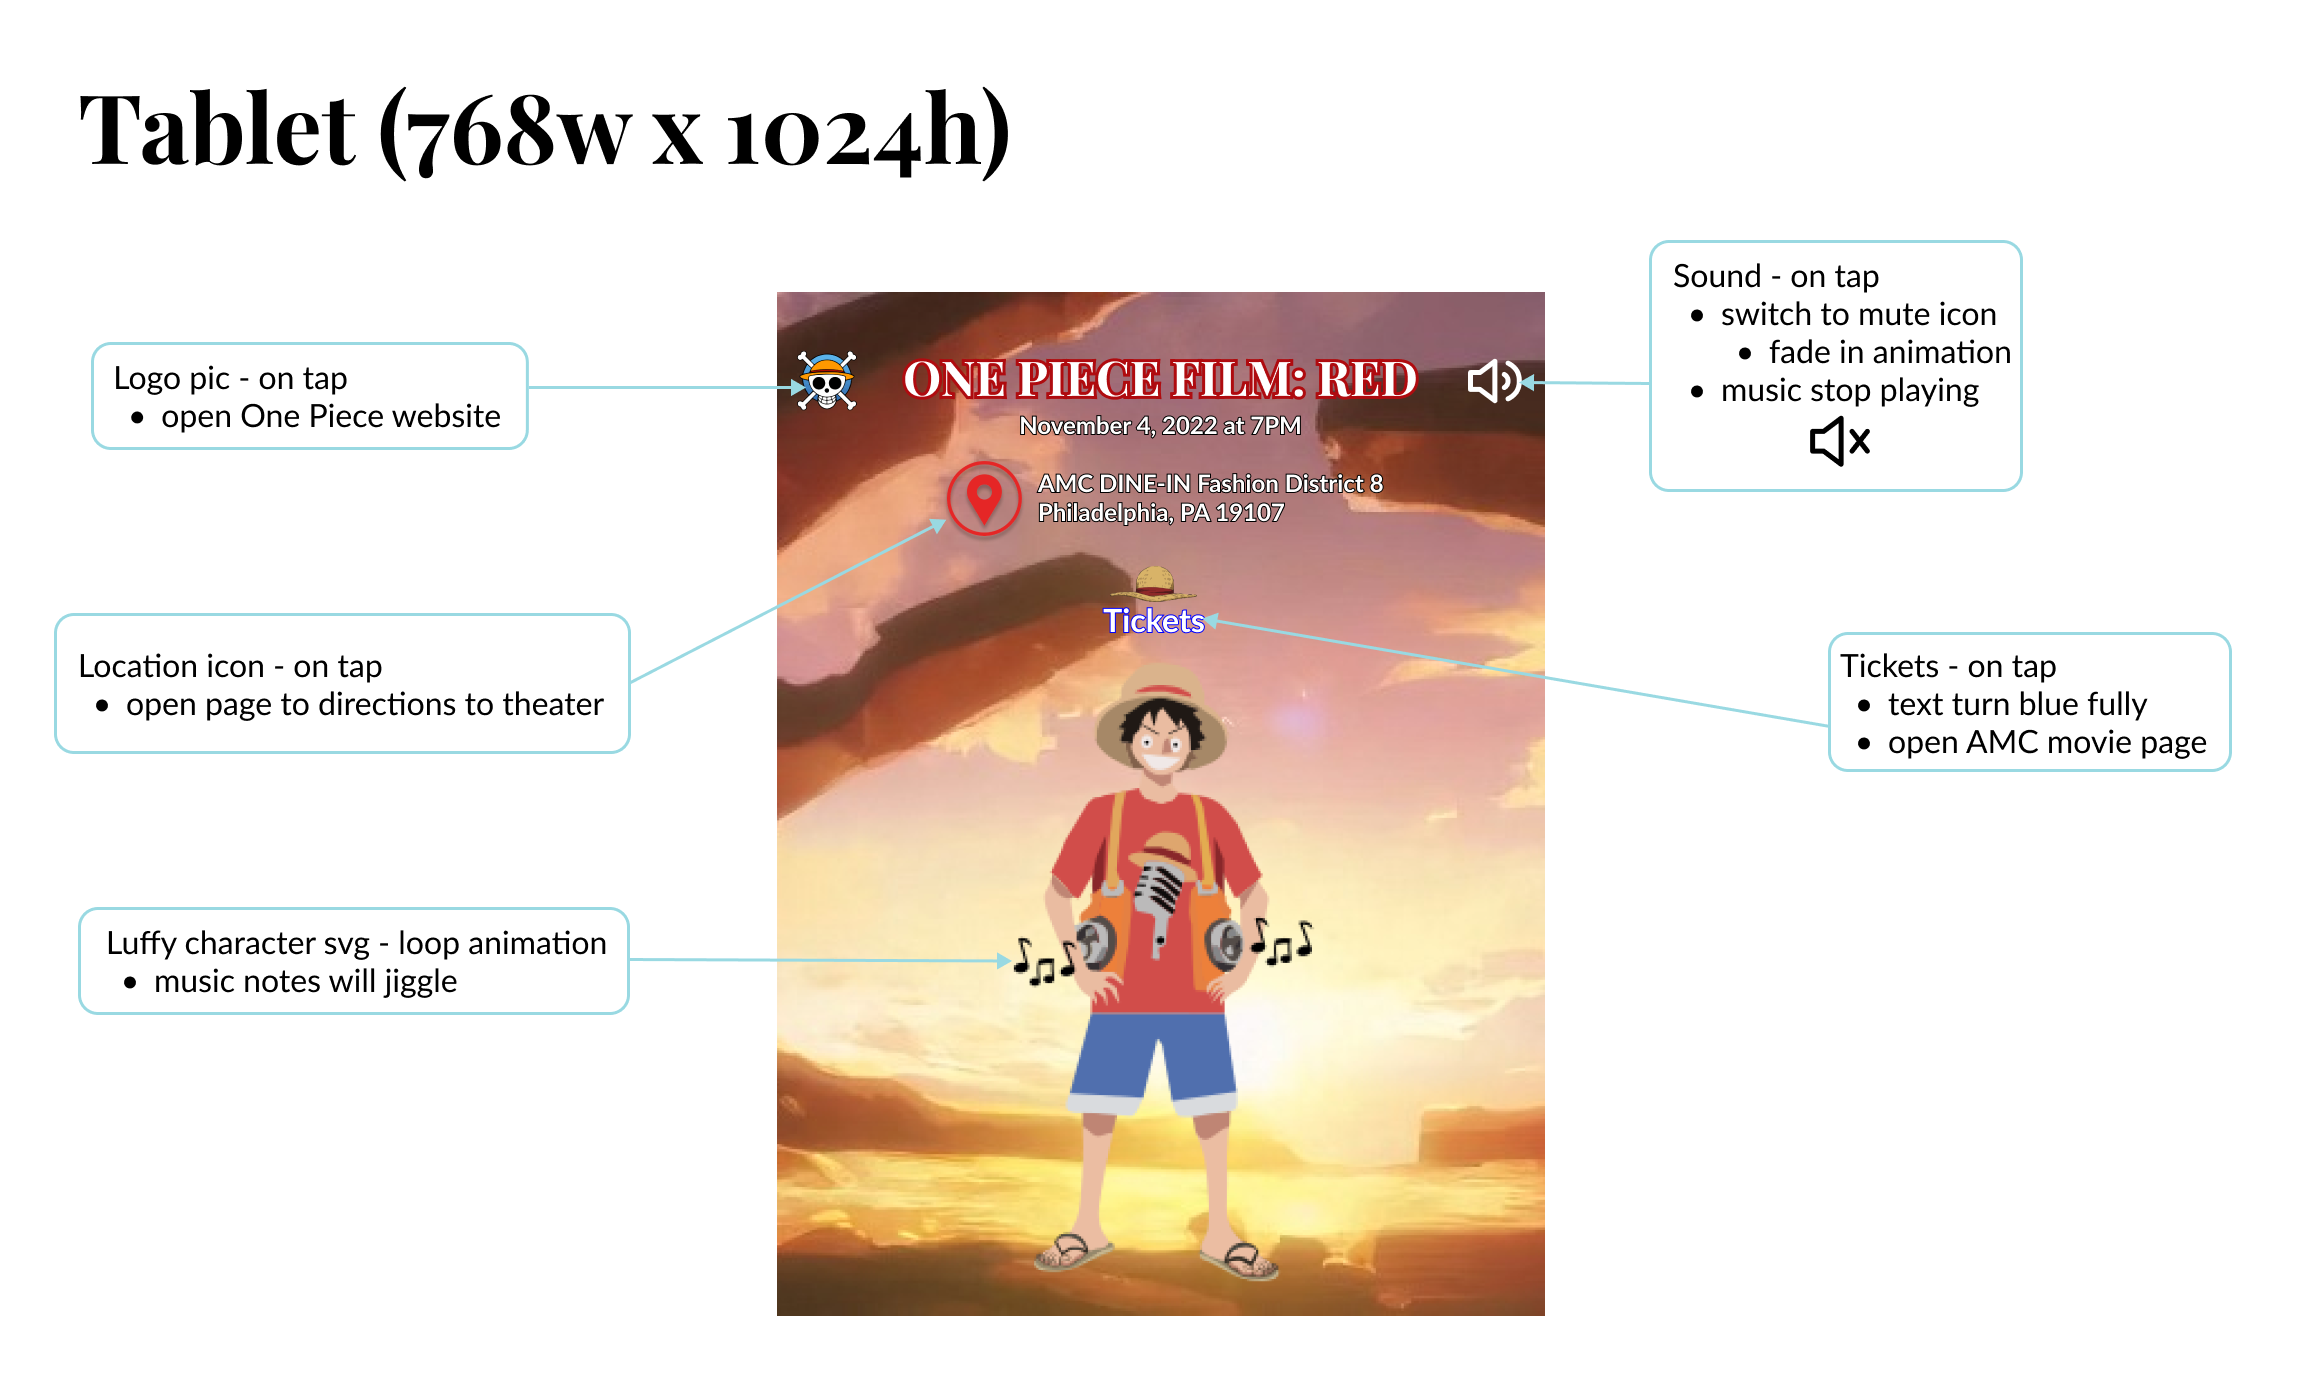 Tablet (768w x 1024h)
Logo pic - on tap
• open One Piece website
Location icon - on tap
• open page to directions to theater
Luffy character svg - loop animation
• music notes will jiggle
ONE PIECE FILM: RED
November 4, 2022 at 7PM
AMC DINE-IN Fashion District 8
Philadelphia, PA 19107
Tickets
Sound - on tap
• switch to mute icon
• fade in animation
• music stop playing
Tickets - on tap
• text turn blue fully
• open AMC movie page